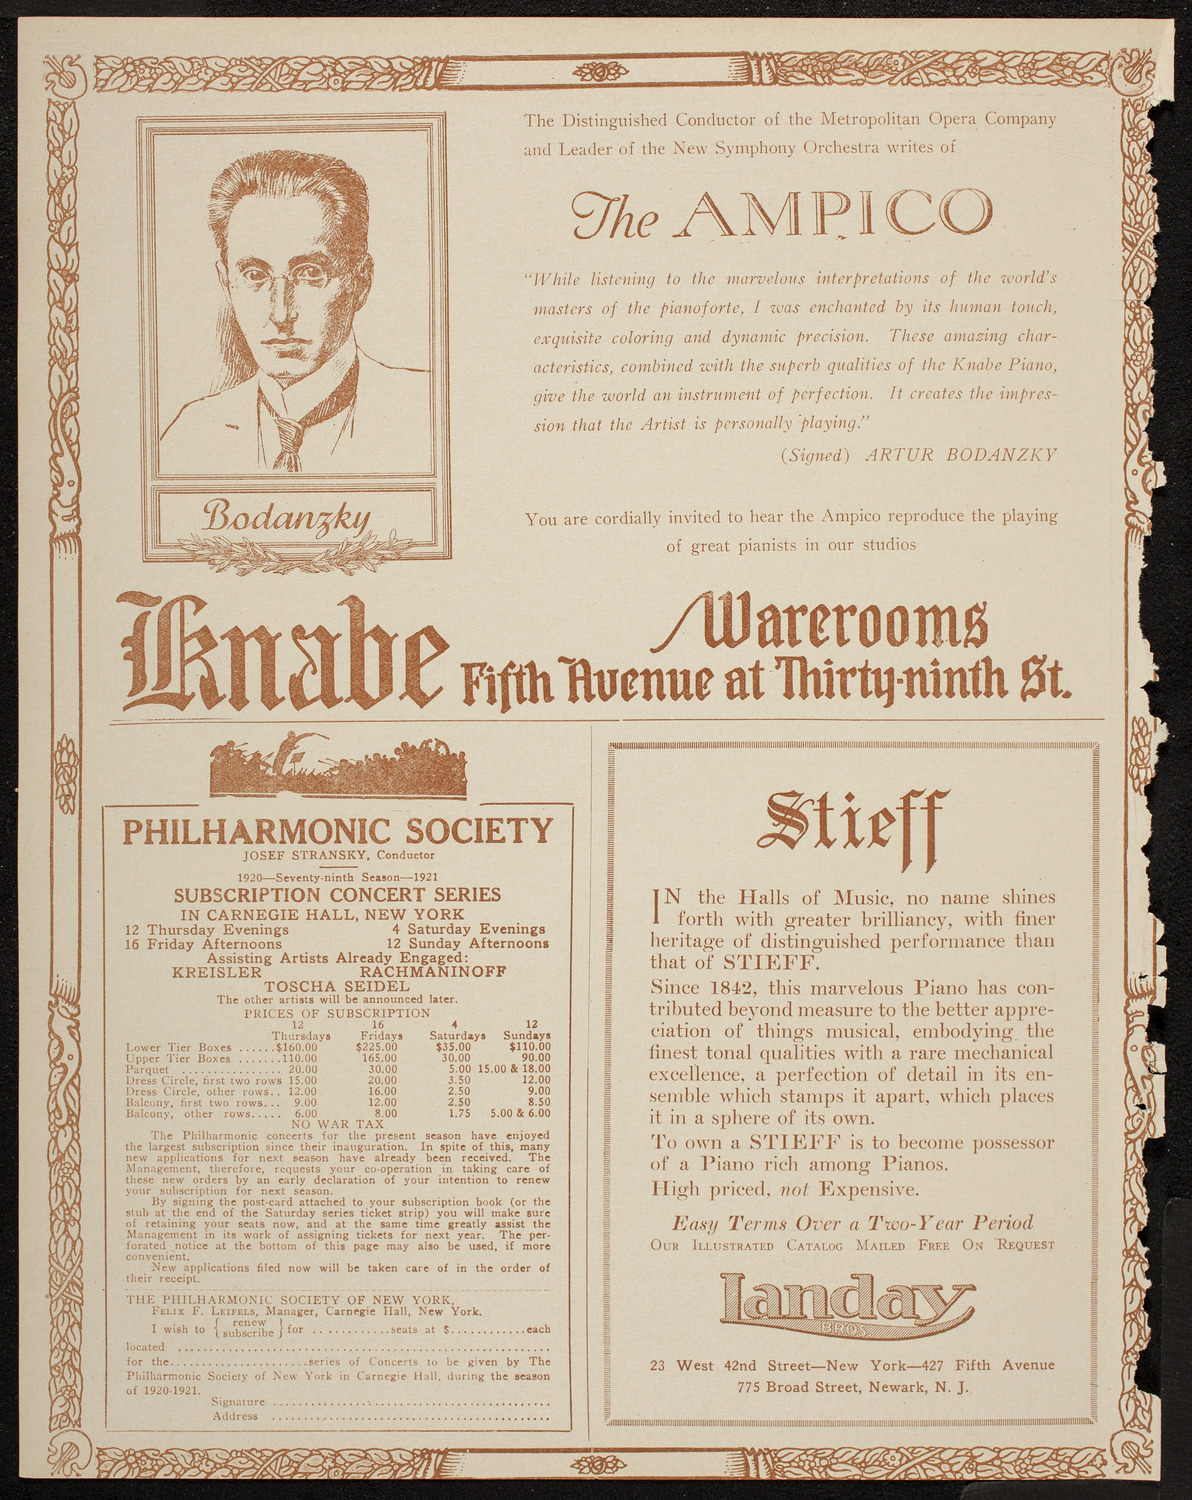 The Distinguished Conductor of the Metropolitan Opera Company
and Leader of the New Symphony Orchestra writes of
The AMPICO
"While listening to the marvelous interpretations of the world's
masters of the pianoforte, I was enchanted by its human touch,
exquisite coloring and dynamic precision. These amazing char-
acteristics, combined with the superb qualities of the Knabe Piano,
give the world an instrument of perfection. It creates the impres-
sion that the Artist is personally playing."
(Signed) ARTUR BODANZKY
Bodanzky
You are cordially invited to hear the Ampico reproduce the playing
of great pianists in our studios
Knabe Warerooms
Fifth Avenue at Thirty-ninth St.
PHILHARMONIC SOCIETY
JOSEF STRANSKY, Conductor
1920—Seventy-ninth Season—1921
SUBSCRIPTION CONCERT SERIES
IN CARNEGIE HALL, NEW YORK
12 Thursday Evenings 4 Saturday Evenings
16 Friday Afternoons 12 Sunday Afternoons
Assisting Artists Already Engaged:
KREISLER RACHMANINOFF
TOSCHA SEIDEL
The other artists will be announced later.
PRICES OF SUBSCRIPTION
12 16 4 12
Thursdays Fridays Saturdays Sundays
Lower Tier Boxes ......$160.00 $225.00 $35.00 $110.00
Upper Tier Boxes .......110.00 165.00 30.00 90.00
Parquet ................ 20.00 30.00 5.00 15.00 & 18.00
Dress Circle, first two rows 15.00 20.00 3.50 12.00
Dress Circle, other rows.. 12.00 16.00 2.50 9.00
Balcony, first two rows... 9.00 12.00 2.50 8.50
Balcony, other rows..... 6.00 8.00 1.75 5.00 & 6.00
NO WAR TAX
The Philharmonic concerts for the present season have enjoyed
the largest subscription since their inauguration. In spite of this, many
new applications for next season have already been received. The
Management, therefore, requests your co-operation in taking care of
these new orders by an early declaration of your intention to renew
your subscription for next season.
By signing the post-card attached to your subscription book (or the
stub at the end of the Saturday series ticket strip) you will make sure
of retaining your seats now, and at the same time greatly assist the
Management in its work of assigning tickets for next year. The per-
forated notice at the bottom of this page may also be used, if more
convenient.
New applications filed now will be taken care of in the order of
their receipt.
THE PHILHARMONIC SOCIETY OF NEW YORK,
FELIX F. LEIFELS, Manager, Carnegie Hall, New York.
I wish to { renew subscribe } for ............seats at $............each
located ....................
for the......................series of Concerts to be given by The
Philharmonic Society of New York in Carnegie Hall, during the season
of 1920-1921.
Signature ....................
Address ....................
Stieff
IN the Halls of Music, no name shines
forth with greater brilliancy, with finer
heritage of distinguished performance than
that of STIEFF.
Since 1842, this marvelous Piano has con-
tributed beyond measure to the better appre-
ciation of things musical, embodying the
finest tonal qualities with a rare mechanical
excellence, a perfection of detail in its en-
semble which stamps it apart, which places
it in a sphere of its own.
To own a STIEFF is to become possessor
of a Piano rich among Pianos.
High priced, not Expensive.
Easy Terms Over a Two-Year Period
OUR ILLUSTRATED CATALOG MAILED FREE ON REQUEST
Landay
BROS.
23 West 42nd Street—New York—427 Fifth Avenue
775 Broad Street, Newark, N. J.